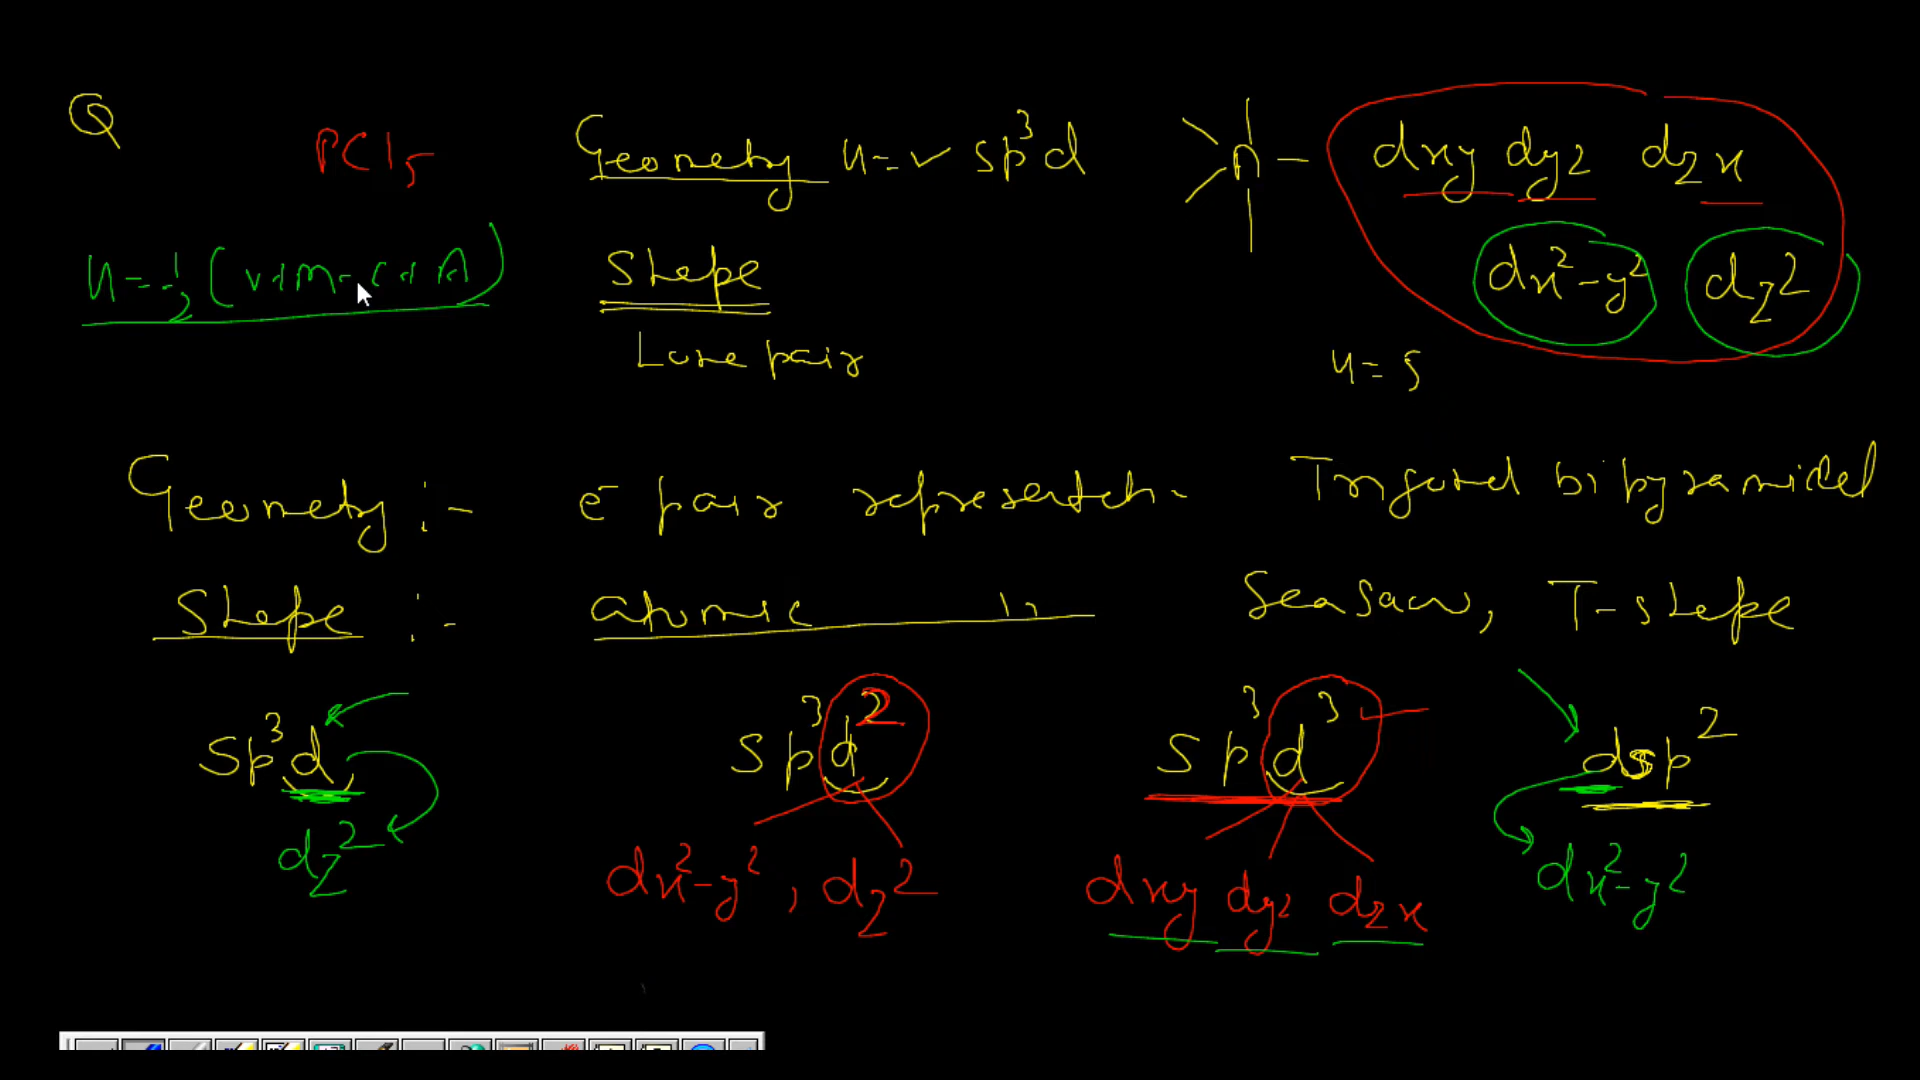 Q PCl5 Geometry n=✓ sp³d n – dxy dyz dzx
n=½(v+M-c+A) Shape dx²-y² dz²
Lone pair n=5
Geometry :- e⁻ pair representn- Trigonal bipyramidal
Shape :- atomic 〃 Seasaw, T-shape
sp³d sp³d² sp³d³ dsp²
dz² dx²-y², dz² dxy dyz dzx dx²-y²